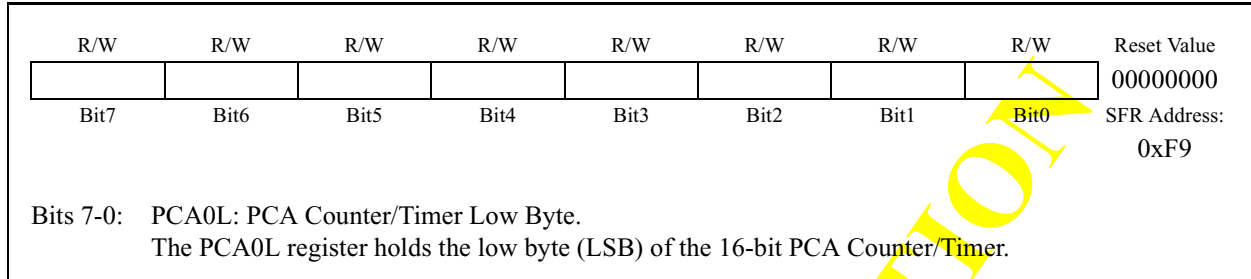 R/W R/W R/W R/W R/W R/W R/W R/W Reset Value
00000000
Bit7 Bit6 Bit5 Bit4 Bit3 Bit2 Bit1 Bit0 SFR Address:
0xF9
Bits 7-0: PCA0L: PCA Counter/Timer Low Byte.
The PCA0L register holds the low byte (LSB) of the 16-bit PCA Counter/Timer.
TION